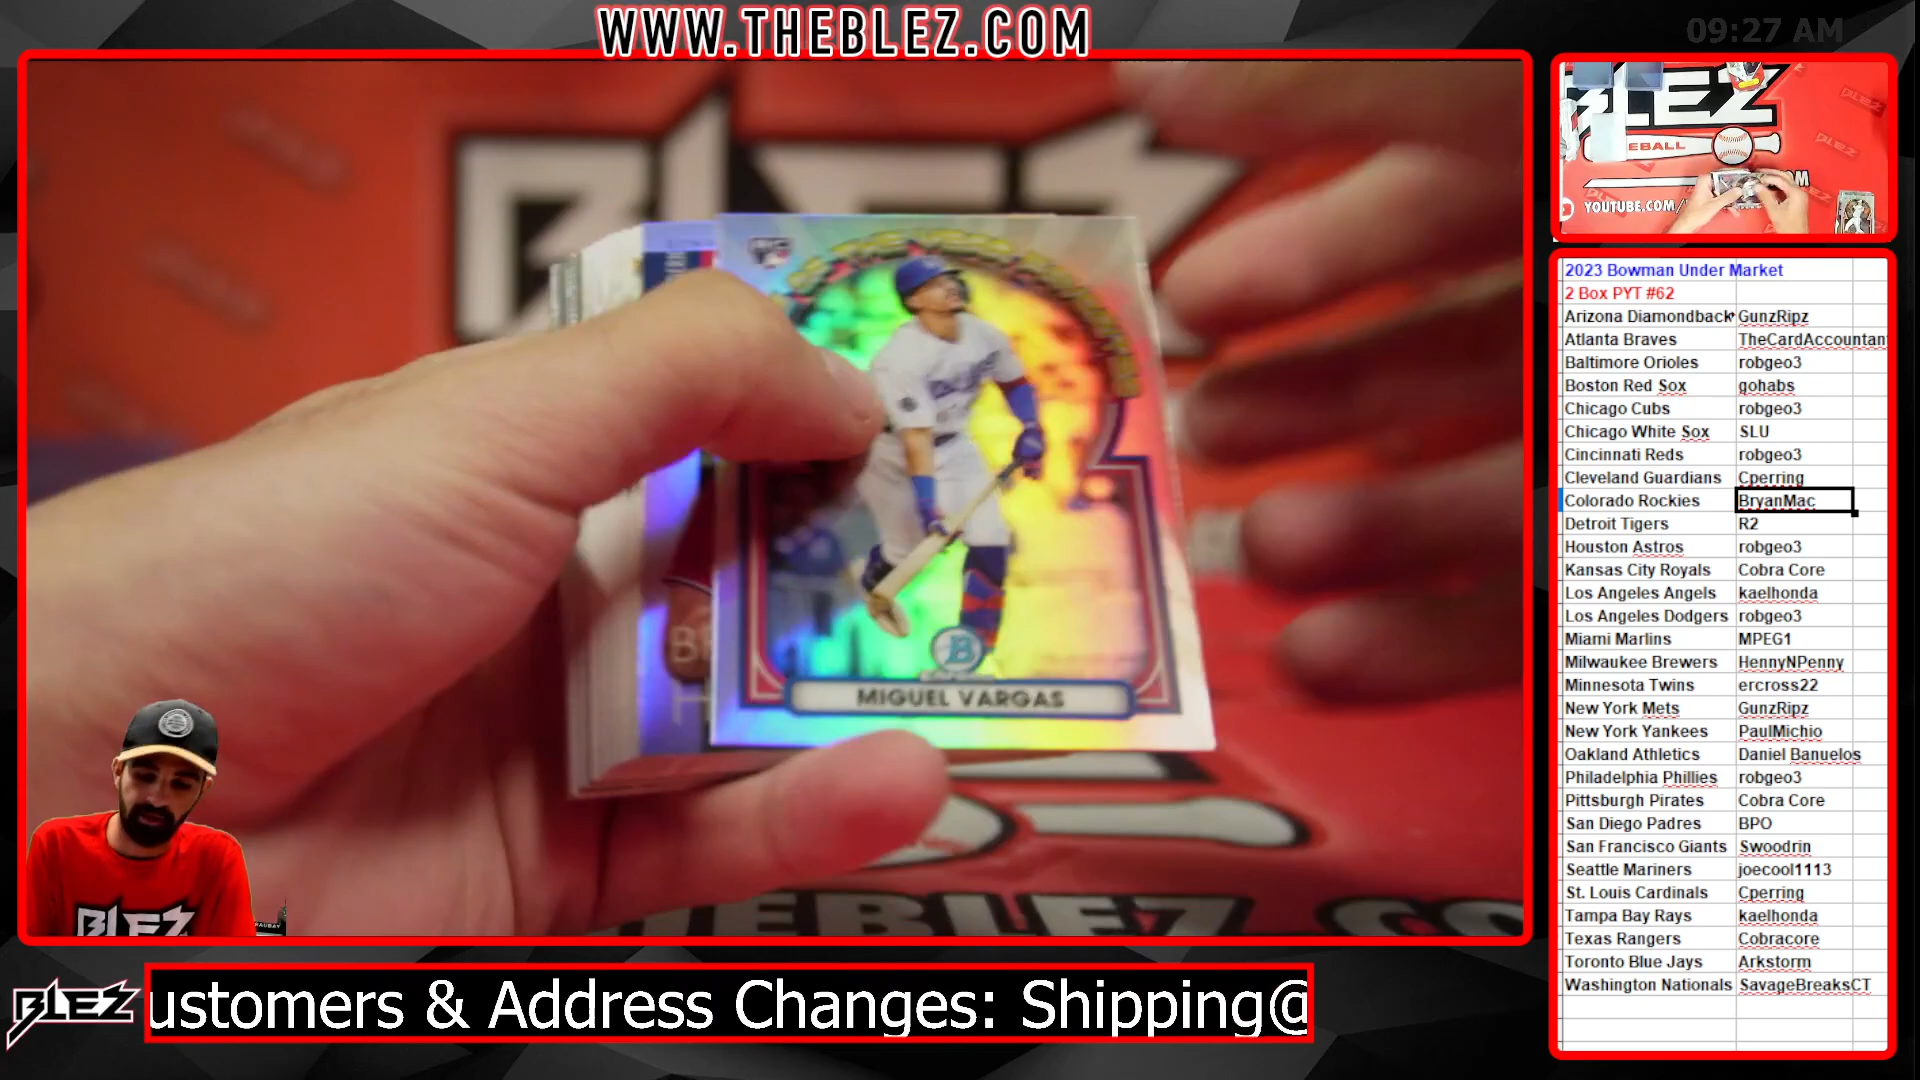 WWW.THEBLEZ.COM
09:27 AM
BLEZ
MIGUEL VARGAS
B
THEBLEZ.CO
BLEZ
BLEZ
EBALL
YOUTUBE.COM/
OM
2023 Bowman Under Market
2 Box PYT #62
Arizona Diamondback GunzRipz
Atlanta Braves TheCardAccountan
Baltimore Orioles robgeo3
Boston Red Sox gohabs
Chicago Cubs robgeo3
Chicago White Sox SLU
Cincinnati Reds robgeo3
Cleveland Guardians Cperring
Colorado Rockies BryanMac
Detroit Tigers R2
Houston Astros robgeo3
Kansas City Royals Cobra Core
Los Angeles Angels kaelhonda
Los Angeles Dodgers robgeo3
Miami Marlins MPEG1
Milwaukee Brewers HennyNPenny
Minnesota Twins ercross22
New York Mets GunzRipz
New York Yankees PaulMichio
Oakland Athletics Daniel Banuelos
Philadelphia Phillies robgeo3
Pittsburgh Pirates Cobra Core
San Diego Padres BPO
San Francisco Giants Swoodrin
Seattle Mariners joecool1113
St. Louis Cardinals Cperring
Tampa Bay Rays kaelhonda
Texas Rangers Cobracore
Toronto Blue Jays Arkstorm
Washington Nationals SavageBreaksCT
BLEZ
ustomers & Address Changes: Shipping@